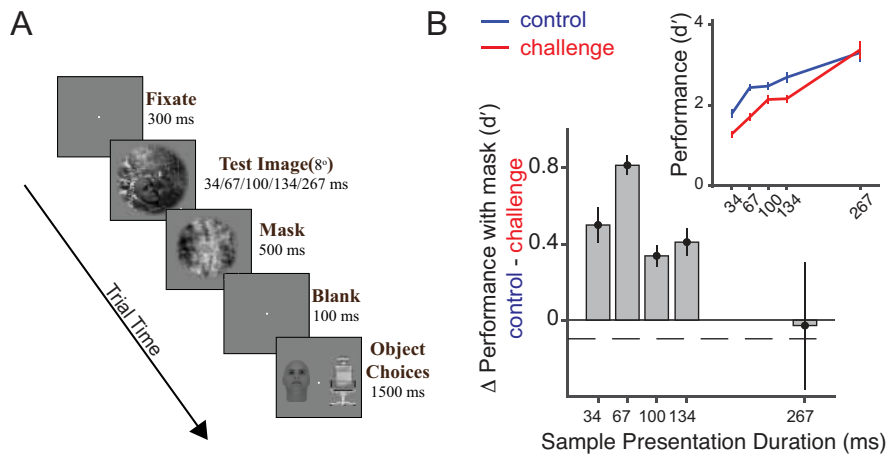 A
Fixate
300 ms
Test Image(8º)
34/67/100/134/267 ms
Mask
500 ms
Blank
100 ms
Object
Choices
1500 ms
Trial Time
B
control
challenge
Performance (d′)
4
2
0
34
67
100
134
267
Δ Performance with mask (d′)
control - challenge
0.8
0.4
0
34
67
100
134
267
Sample Presentation Duration (ms)